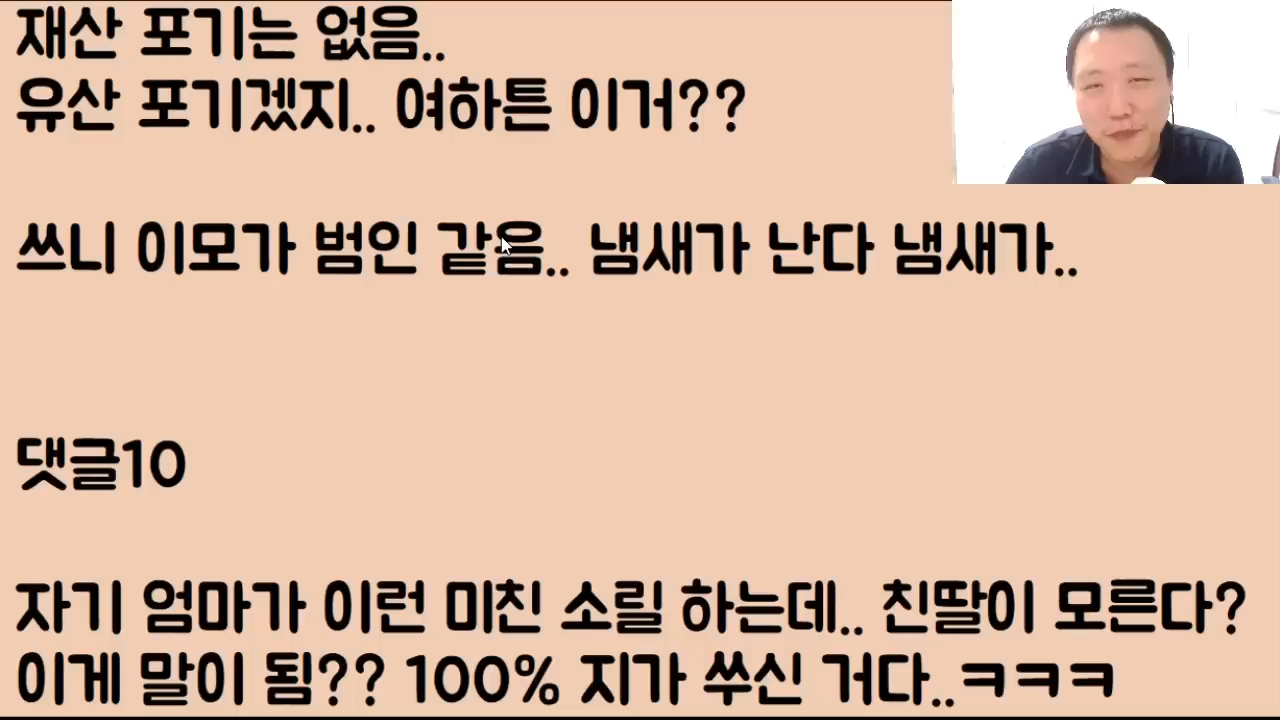 재산 포기는 없음..
유산 포기겠지.. 여하튼 이거??
쓰니 이모가 범인 같음.. 냄새가 난다 냄새가..
댓글10
자기 엄마가 이런 미친 소릴 하는데.. 친딸이 모른다?
이게 말이 됨?? 100% 지가 쑤신 거다..ㅋㅋㅋ